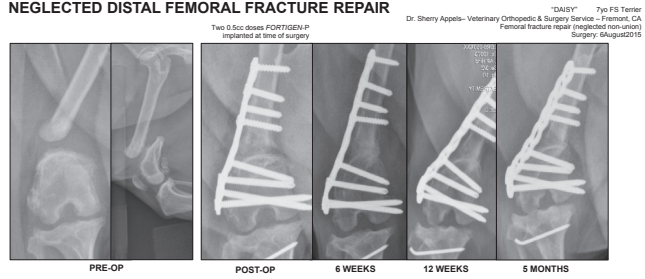 NEGLECTED DISTAL FEMORAL FRACTURE REPAIR
"DAISY" 7yo FS Terrier
Dr. Sherry Appels– Veterinary Orthopedic & Surgery Service – Fremont, CA
Femoral fracture repair (neglected non-union)
Surgery: 6August2015
Two 0.5cc doses FORTIGEN-P
implanted at time of surgery
PRE-OP
POST-OP
6 WEEKS
12 WEEKS
5 MONTHS